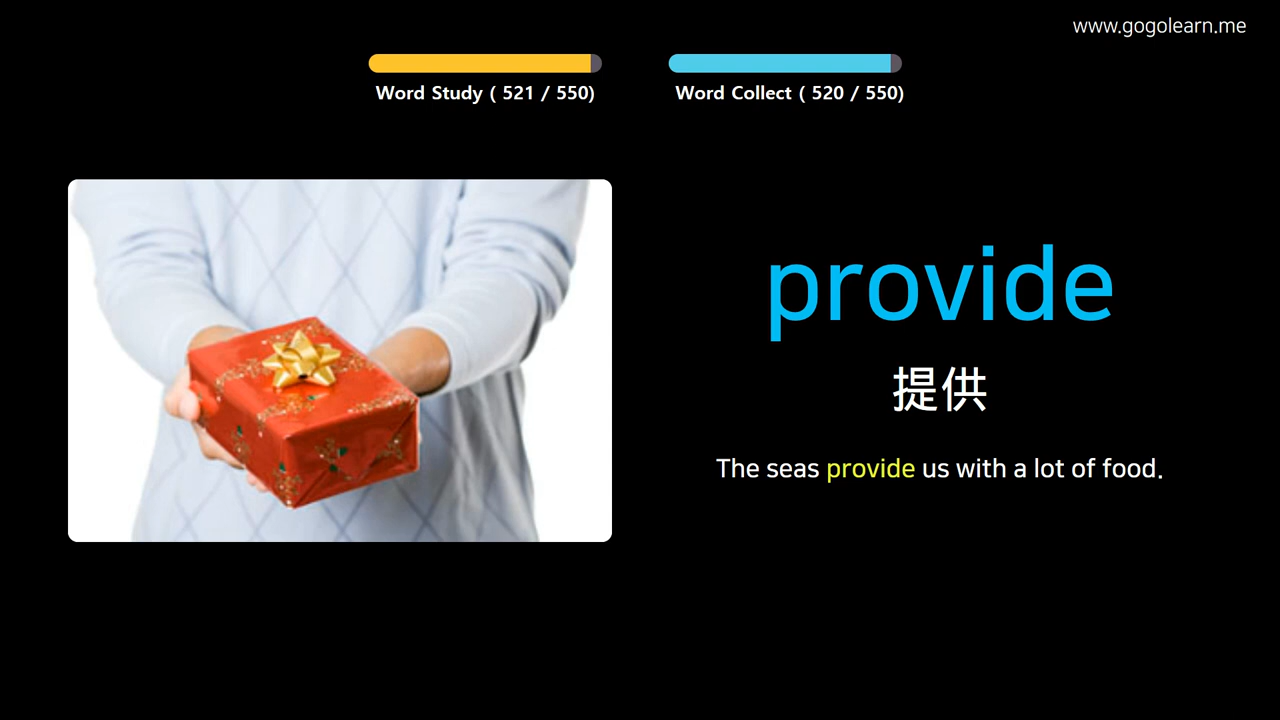 www.gogolearn.me
Word Study ( 521 / 550)
Word Collect ( 520 / 550)
provide
提供
The seas provide us with a lot of food.